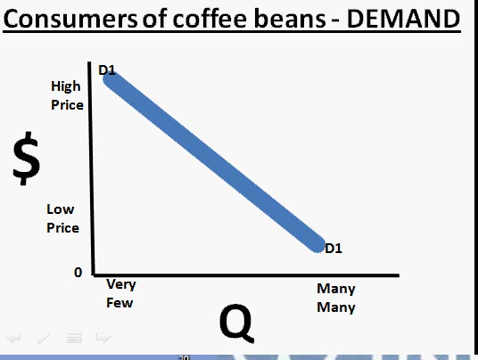 Consumers of coffee beans - DEMAND
D1
High
Price
$
Low
Price
D1
0
Very
Few
Many
Many
Q